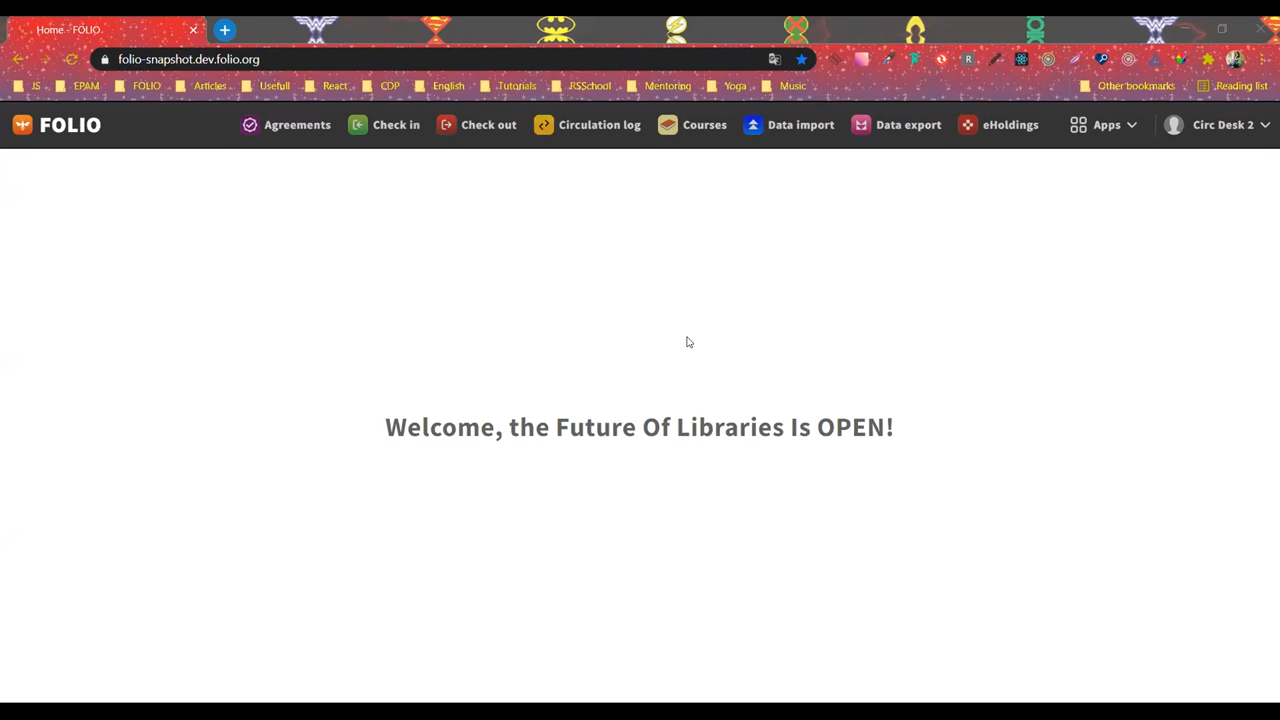 Home - FOLIO
folio-snapshot.dev.folio.org
JS EPAM FOLIO Articles Usefull React CDP English Tutorials RSSchool Mentoring Yoga Music Other bookmarks Reading list
FOLIO Agreements Check in Check out Circulation log Courses Data import Data export eHoldings Apps Circ Desk 2
Welcome, the Future Of Libraries Is OPEN!